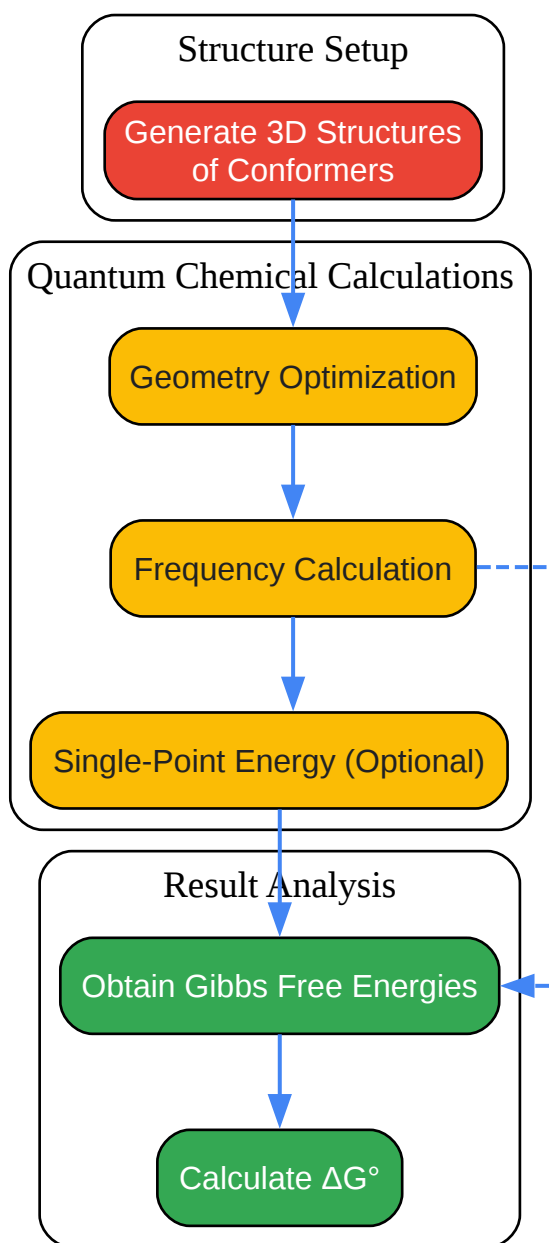 Structure Setup
Generate 3D Structures
of Conformers
Quantum Chemical Calculations
Geometry Optimization
Frequency Calculation
Single-Point Energy (Optional)
Result Analysis
Obtain Gibbs Free Energies
Calculate ΔG°